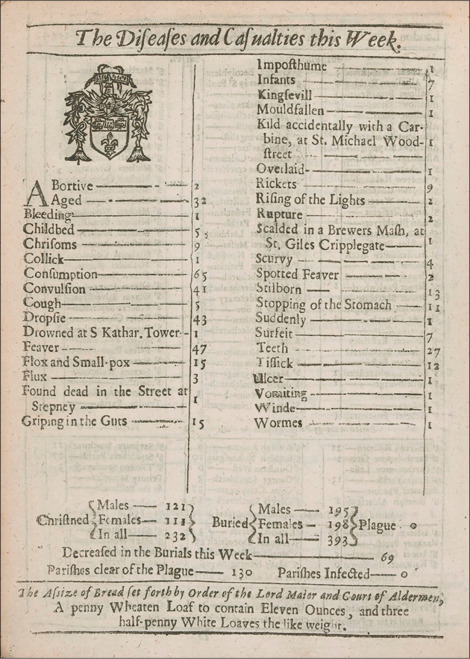 The Diſeaſes and Caſualties this Week.
Abortive 2
Aged 32
Bleeding 1
Childbed 5
Chriſoms 9
Collick 1
Conſumption 65
Convulſion 41
Cough 5
Dropſie 43
Drowned at S Kathar. Tower 1
Feaver 47
Flox and Small-pox 15
Flux 3
Found dead in the Street at
Stepney 1
Griping in the Guts 15
Impoſthume 1
Infants 7
Kingſevill 1
Mouldfallen 1
Kild accidentally with a Car-
bine, at St. Michael Wood-
ſtreet 1
Overlaid 1
Rickets 9
Riſing of the Lights 2
Rupture 2
Scalded in a Brewers Maſh, at
St. Giles Cripplegate 1
Scurvy 4
Spotted Feaver 2
Stilborn 13
Stopping of the Stomach 11
Suddenly 1
Surfeit 7
Teeth 27
Tiſſick 12
Ulcer 1
Vomiting 1
Winde 1
Wormes 1
Males 121
Chriſtned Females 111
In all 232
Males 195
Buried Females 198 Plague 0
In all 393
Decreaſed in the Burials this Week 69
Pariſhes clear of the Plague 130 Pariſhes Infected 0
The Aſsize of Bread ſet forth by Order of the Lord Maior and Court of Aldermen,
A penny Wheaten Loaf to contain Eleven Ounces, and three
half-penny White Loaves the like weight.